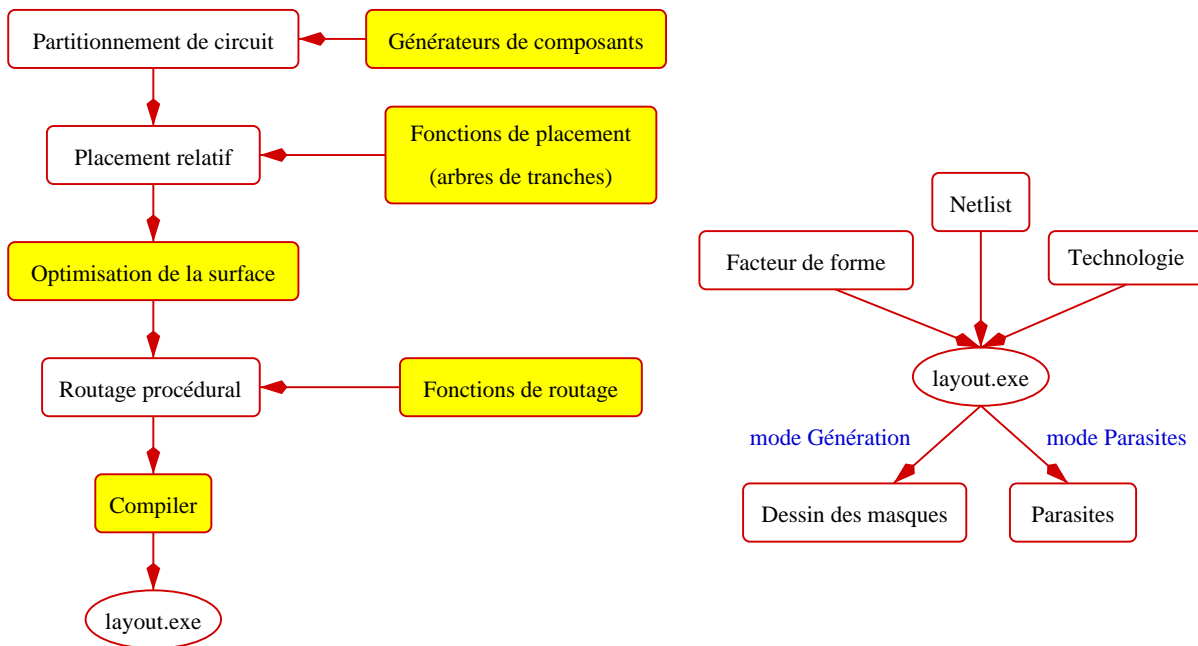 Partitionnement de circuit
Générateurs de composants
Fonctions de placement
(arbres de tranches)
Placement relatif
Optimisation de la surface
Routage procédural
Fonctions de routage
Compiler
layout.exe
Netlist
Facteur de forme
Technologie
layout.exe
mode Génération
mode Parasites
Dessin des masques
Parasites